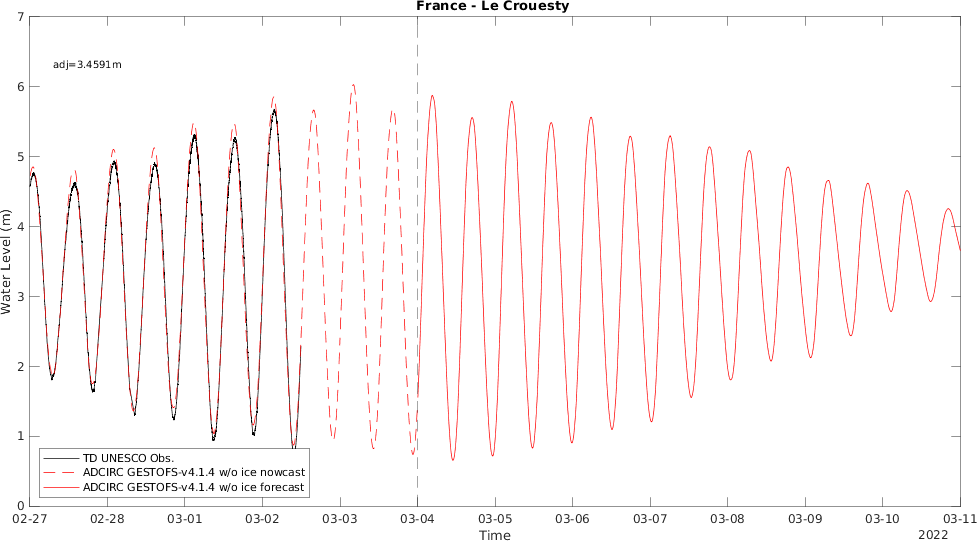 France - Le Crouesty
adj=3.4591m
7
6
5
4
3
2
1
0
Water Level (m)
TD UNESCO Obs.
ADCIRC GESTOFS-v4.1.4 w/o ice nowcast
ADCIRC GESTOFS-v4.1.4 w/o ice forecast
02-27 02-28 03-01 03-02 03-03 03-04 03-05 03-06 03-07 03-08 03-09 03-10 03-11
Time
2022